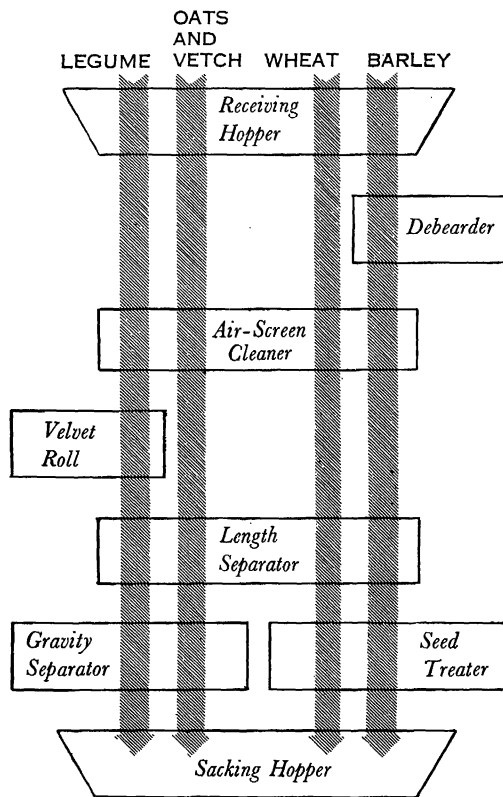 OATS
AND
LEGUME VETCH WHEAT BARLEY
Receiving
Hopper
Debearder
Air-Screen
Cleaner
Velvet
Roll
Length
Separator
Gravity
Separator
Seed
Treater
Sacking Hopper